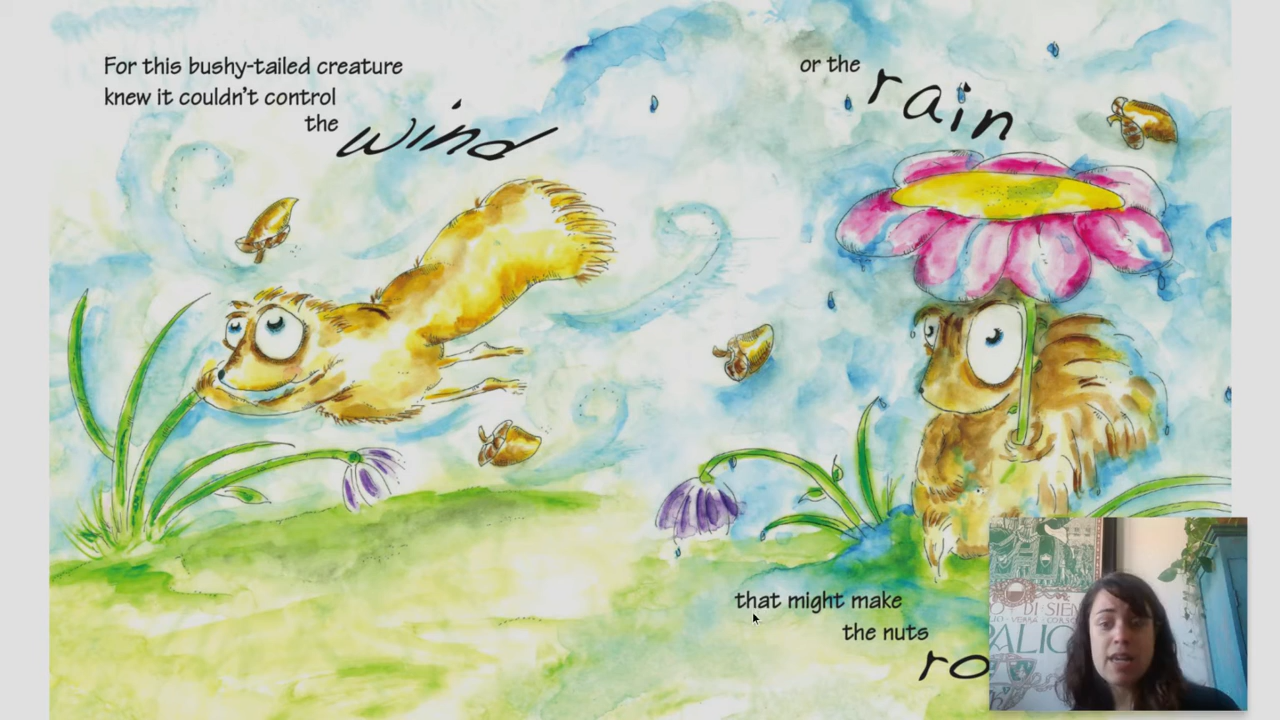 For this bushy-tailed creature
knew it couldn't control
the wind
or the rain
that might make
the nuts
PALIO